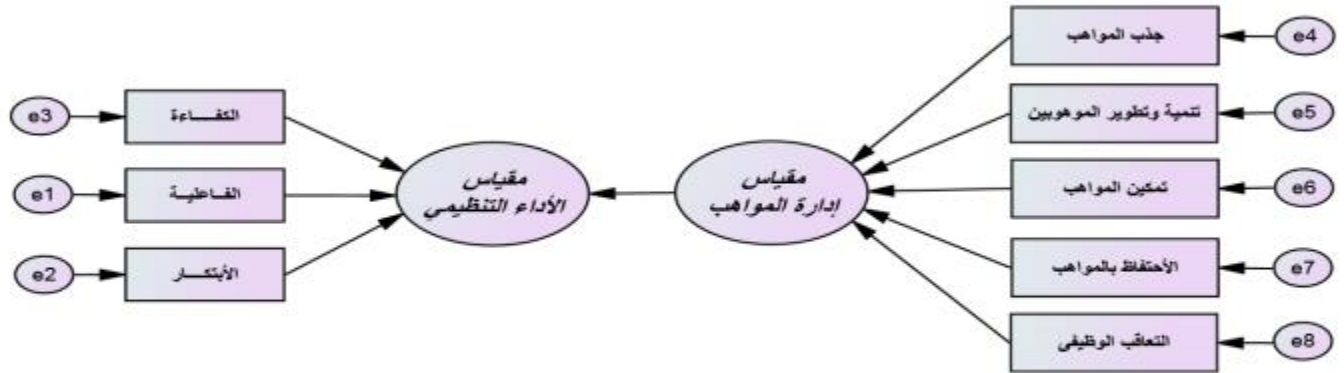 جذب المواهب
e4
تنمية وتطوير الموهوبين
e5
تمكين المواهب
e6
الأحتفاظ بالمواهب
e7
التعاقب الوظيفى
e8
مقياس
إدارة المواهب
مقياس
الأداء التنظيمي
الكفـــاءة
e3
الفــاعليـة
e1
الأبتكـــار
e2